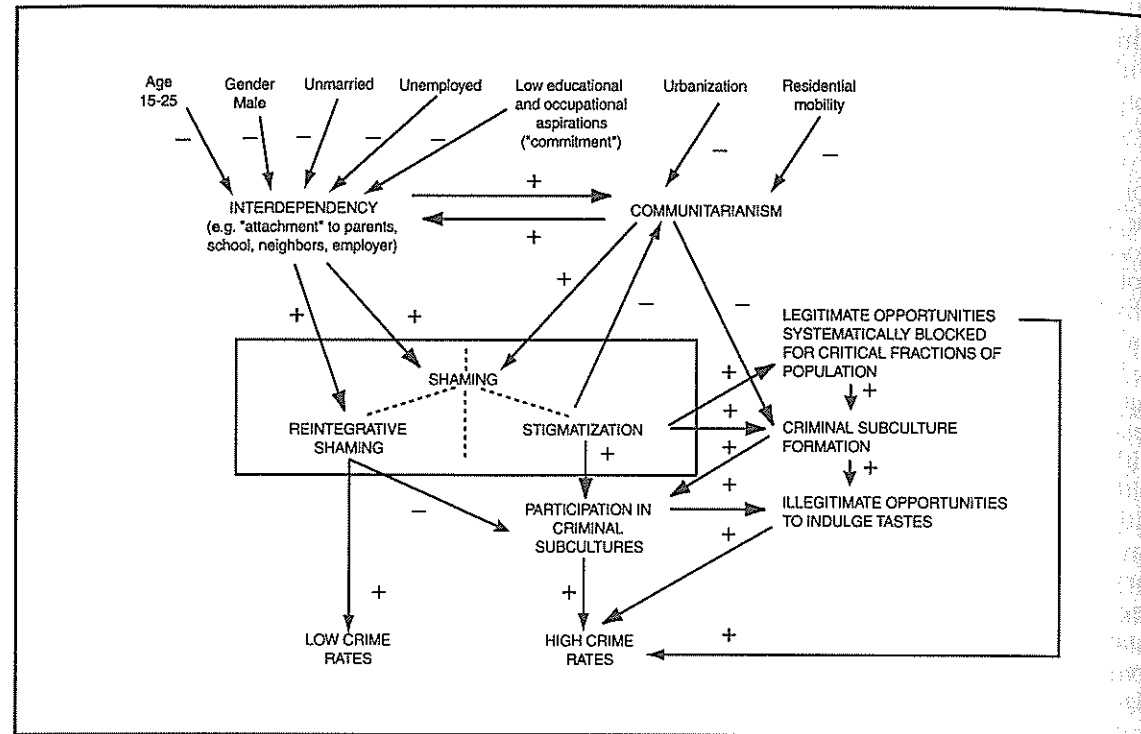 Age
15-25
Gender
Male
Unmarried
Unemployed
Low educational
and occupational
aspirations
("commitment")
Urbanization
Residential
mobility
− − − − −
− −
+
INTERDEPENDENCY
(e.g. "attachment" to parents,
school, neighbors, employer)
COMMUNITARIANISM
+
+ + + − −
LEGITIMATE OPPORTUNITIES
SYSTEMATICALLY BLOCKED
FOR CRITICAL FRACTIONS OF
POPULATION
SHAMING
+
+
+
REINTEGRATIVE
SHAMING
STIGMATIZATION
CRIMINAL SUBCULTURE
FORMATION
+
+
+
+
−
PARTICIPATION IN
CRIMINAL
SUBCULTURES
ILLEGITIMATE OPPORTUNITIES
TO INDULGE TASTES
+
+
+
LOW CRIME
RATES
HIGH CRIME
RATES
+